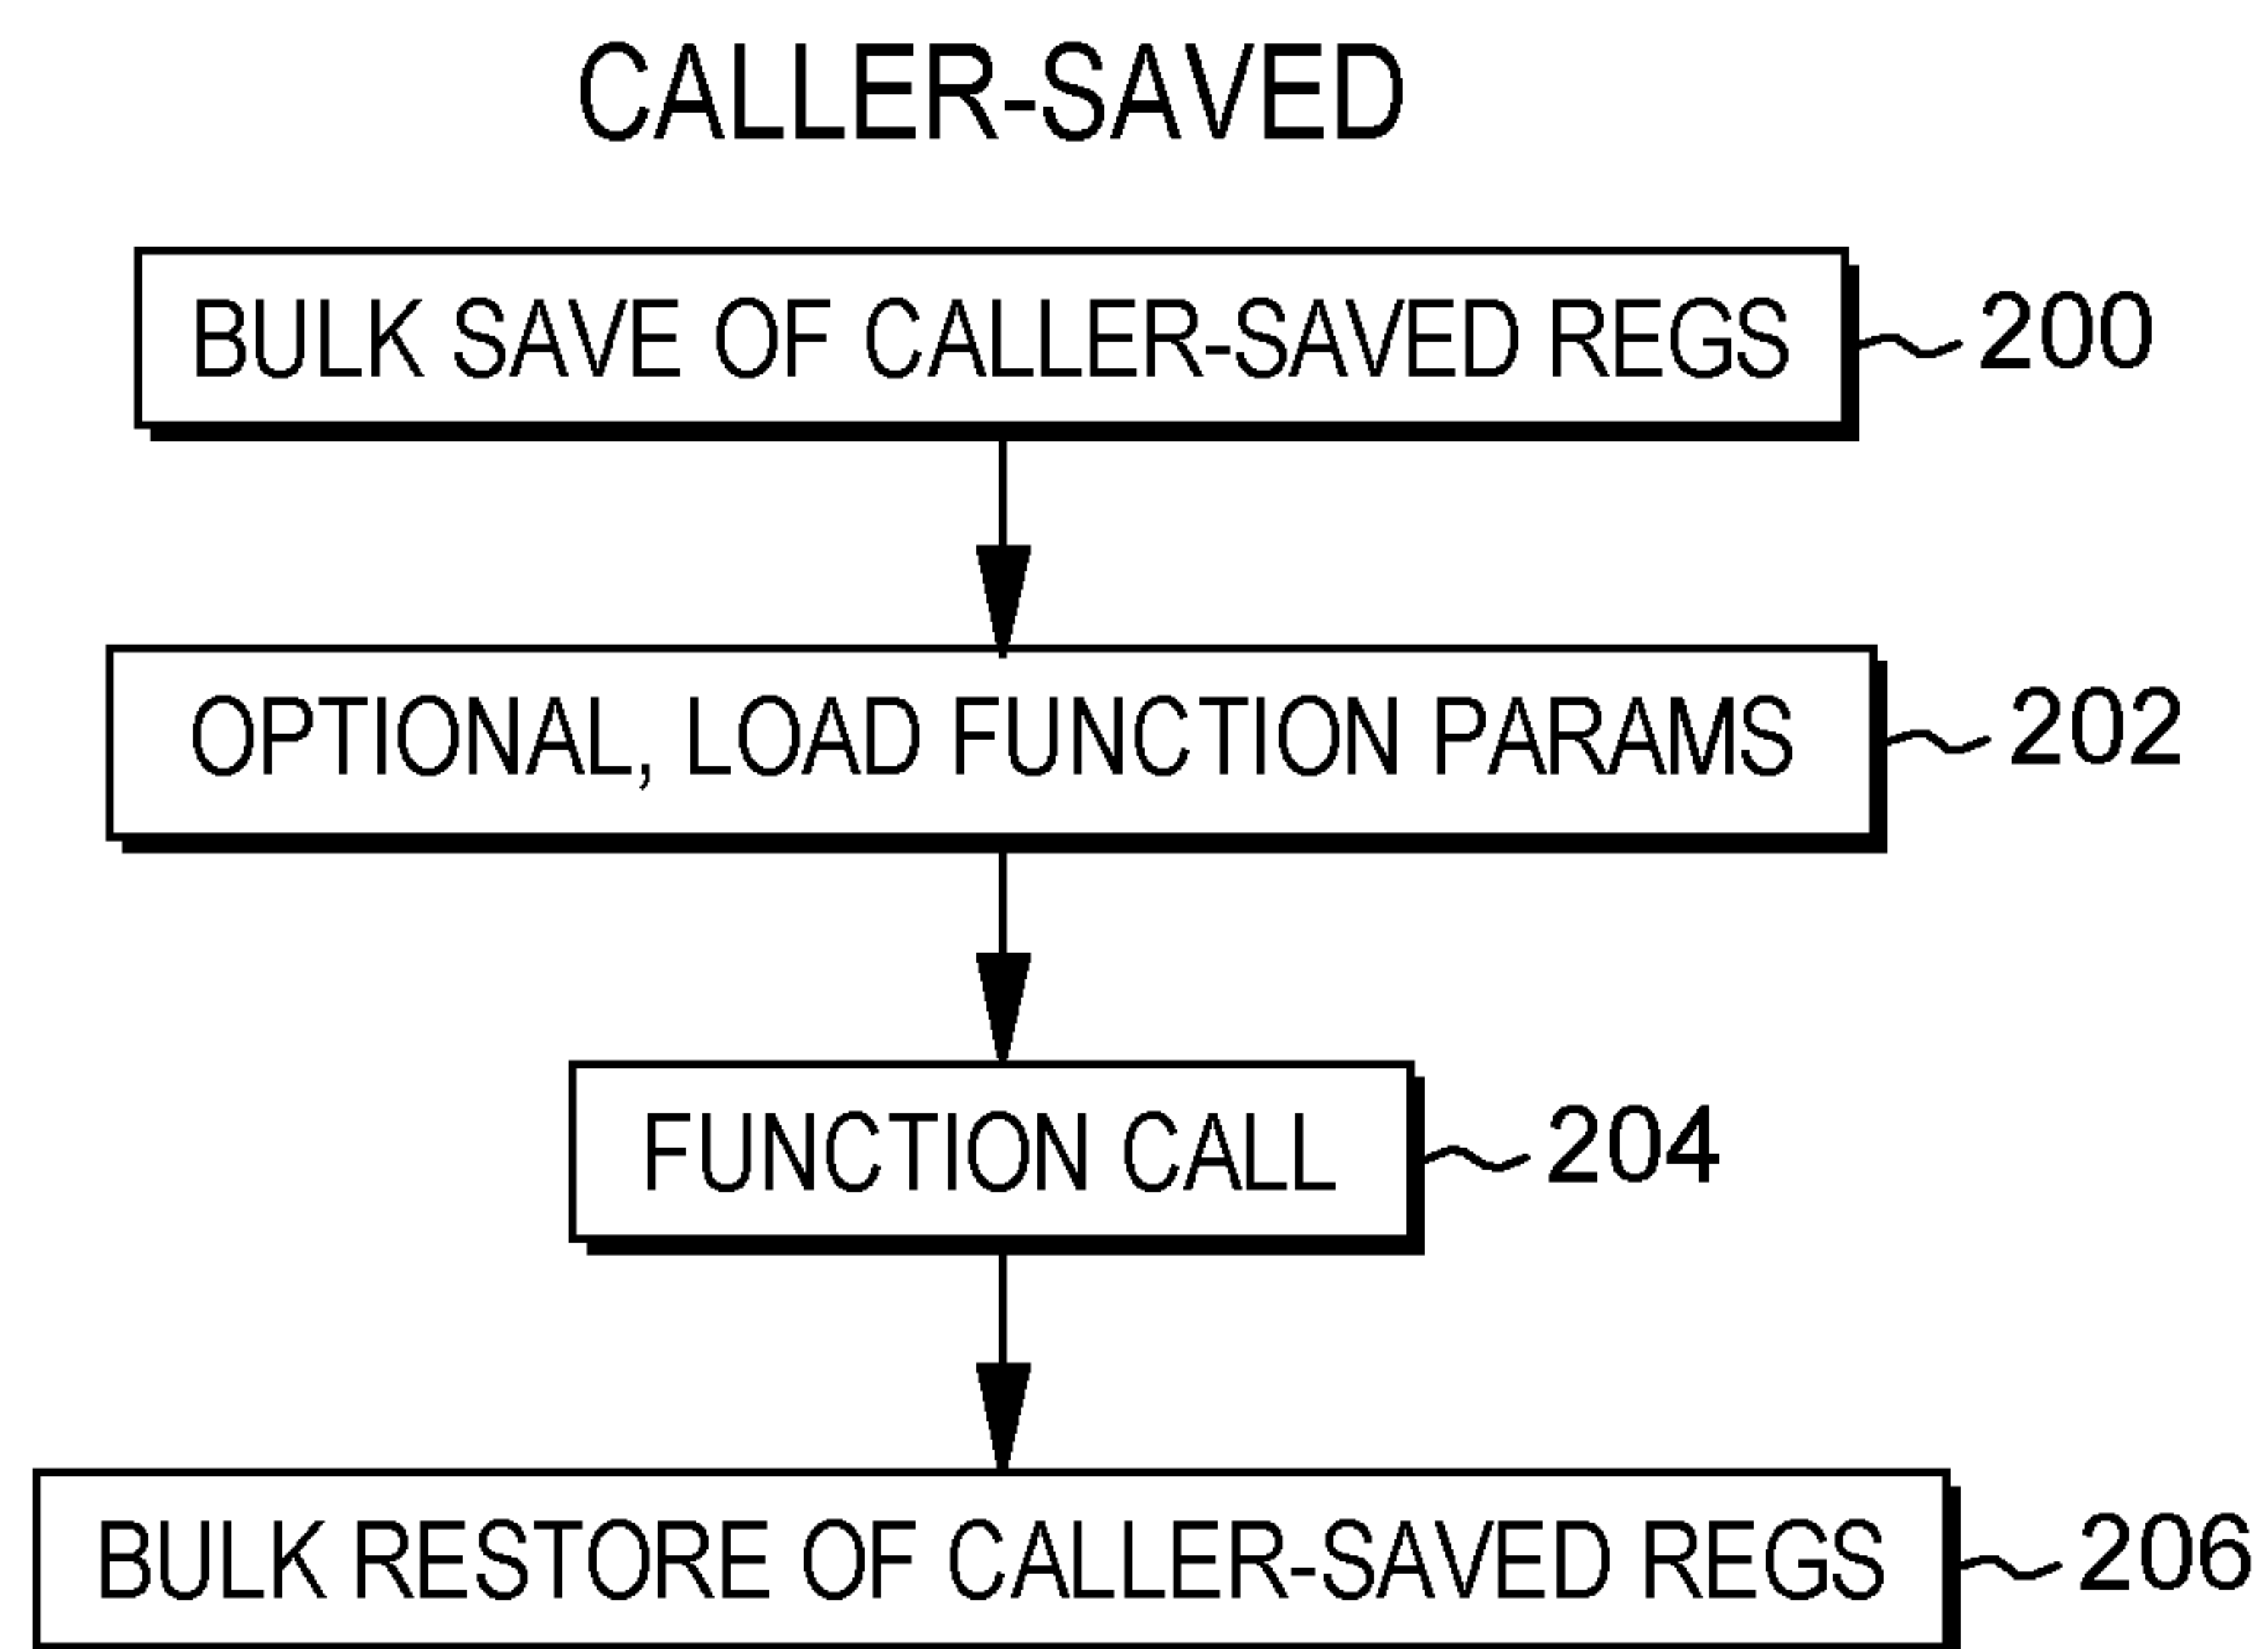 CALLER-SAVED
BULK SAVE OF CALLER-SAVED REGS
200
OPTIONAL, LOAD FUNCTION PARAMS
202
FUNCTION CALL
204
BULK RESTORE OF CALLER-SAVED REGS
206